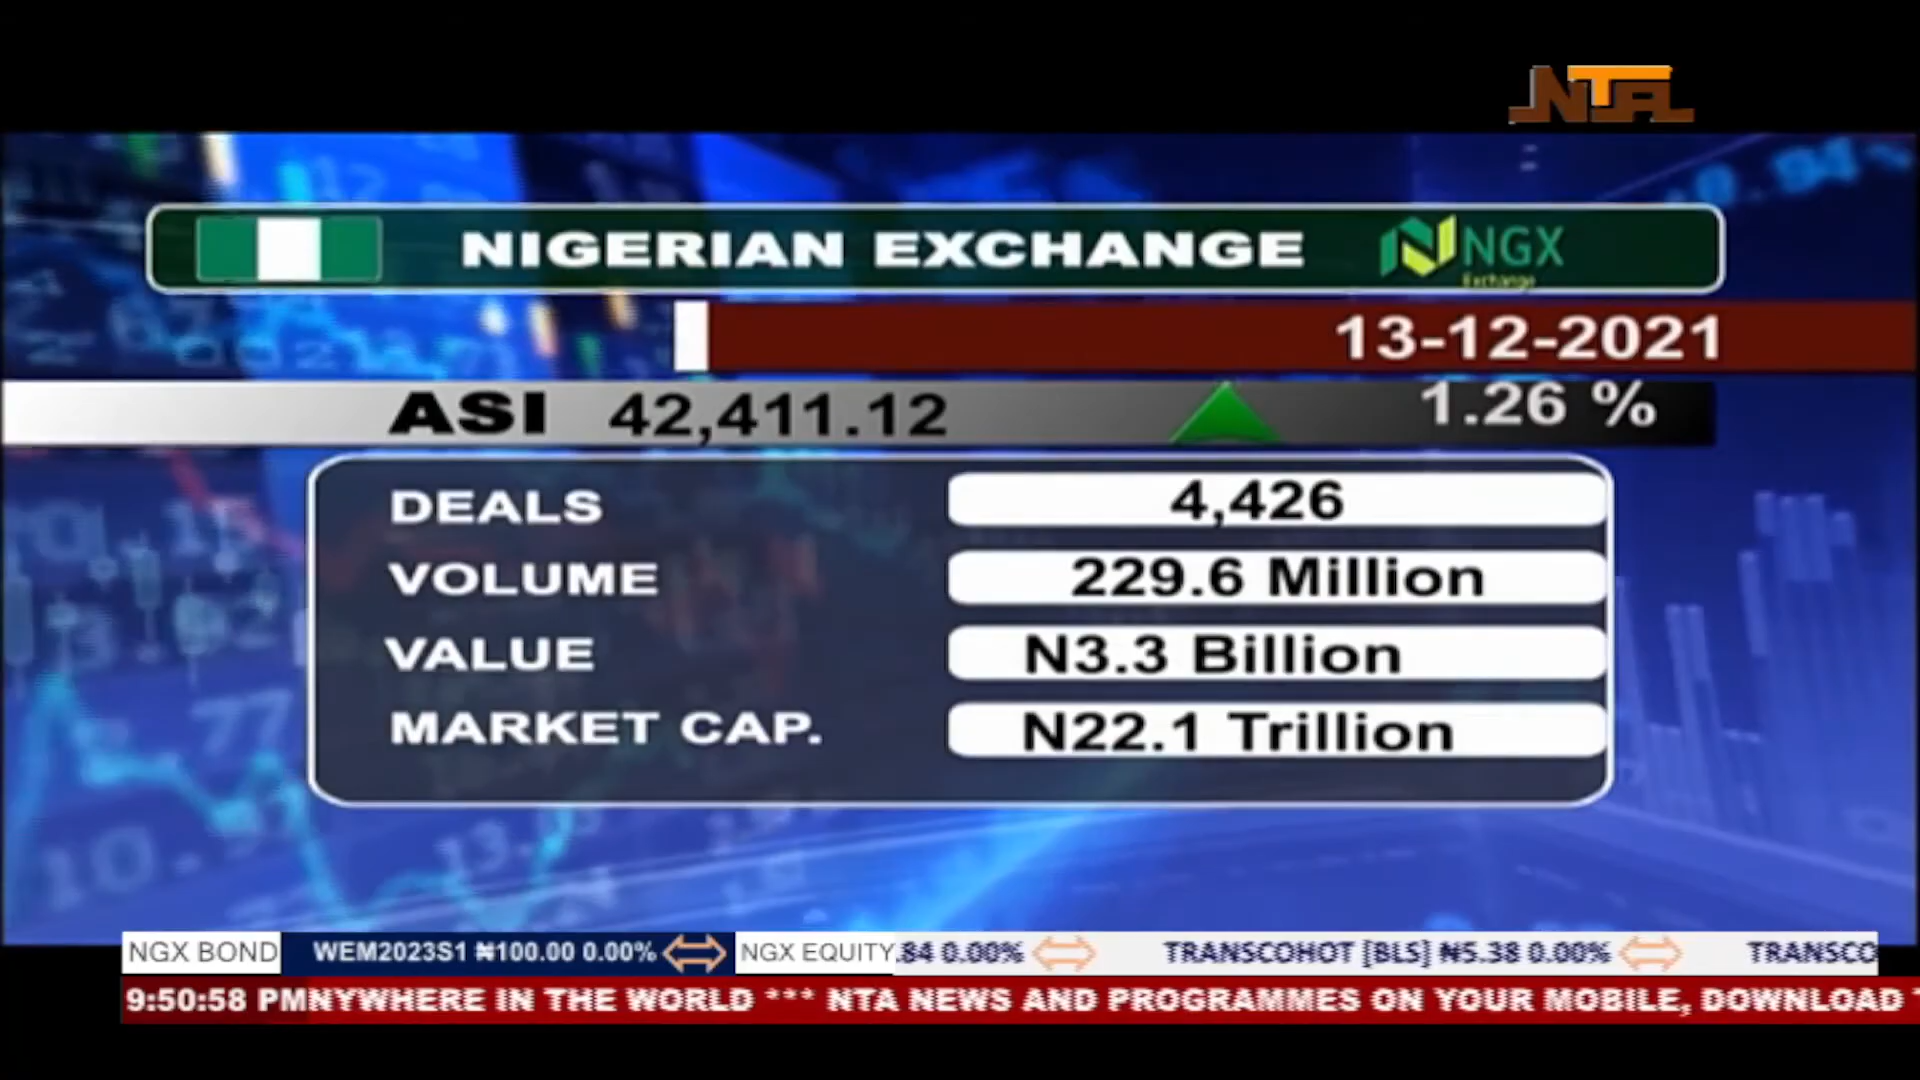 NTA
NIGERIAN EXCHANGE NGX
Exchange
13-12-2021
ASI 42,411.12 1.26 %
DEALS 4,426
VOLUME 229.6 Million
VALUE N3.3 Billion
MARKET CAP. N22.1 Trillion
NGX BOND WEM2023S1 ₦100.00 0.00% NGX EQUITY .84 0.00% TRANSCOHOT [BLS] ₦5.38 0.00% TRANSCO
9:50:58 PM NYWHERE IN THE WORLD *** NTA NEWS AND PROGRAMMES ON YOUR MOBILE, DOWNLOAD